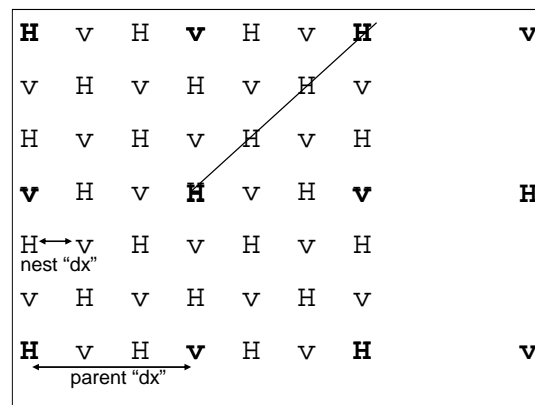 H v H v H v H v
v H v H v H v
H v H v H v H
v H v H v H v H
H v H v H v H
nest “dx”
v H v H v H v
H v H v H v H v
parent “dx”